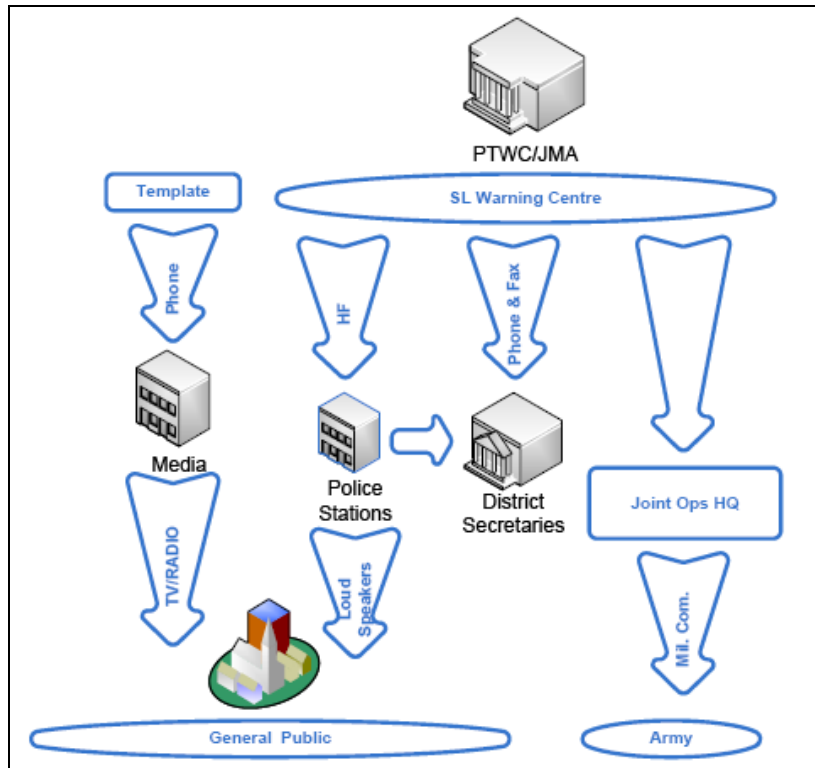 PTWC/JMA
Template
SL Warning Centre
Phone
HF
Phone & Fax
Media
Police
Stations
District
Secretaries
Joint Ops HQ
TV/RADIO
Loud
Speakers
Mil. Com.
General Public
Army